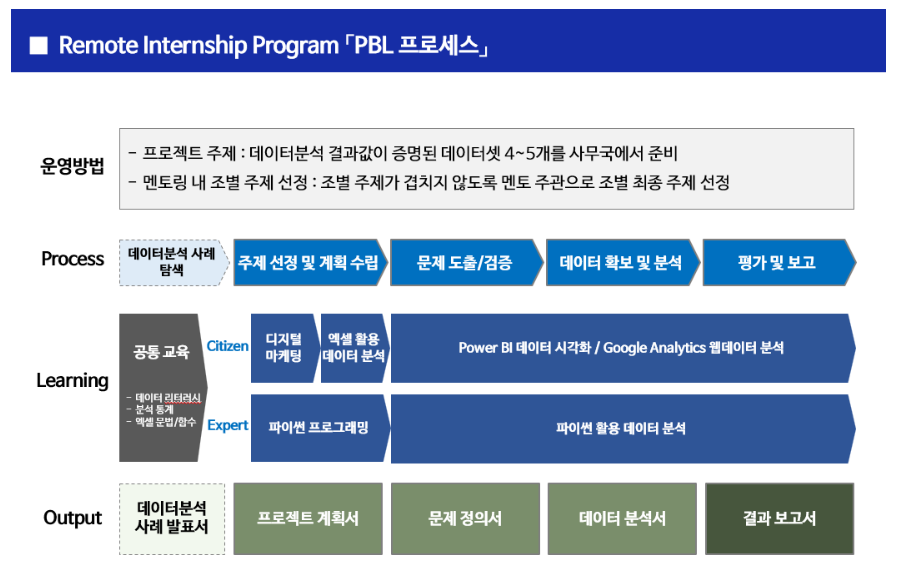 ■ Remote Internship Program「PBL 프로세스」
운영방법
- 프로젝트 주제 : 데이터분석 결과값이 증명된 데이터셋 4~5개를 사무국에서 준비
- 멘토링 내 조별 주제 선정 : 조별 주제가 겹치지 않도록 멘토 주관으로 조별 최종 주제 선정
Process
데이터분석 사례
탐색
주제 선정 및 계획 수립
문제 도출/검증
데이터 확보 및 분석
평가 및 보고
Learning
공통 교육
- 데이터 리터러시
- 분석 통계
- 엑셀 문법/함수
Citizen
디지털
마케팅
엑셀 활용
데이터 분석
Power BI 데이터 시각화 / Google Analytics 웹데이터 분석
Expert
파이썬 프로그래밍
파이썬 활용 데이터 분석
Output
데이터분석
사례 발표서
프로젝트 계획서
문제 정의서
데이터 분석서
결과 보고서